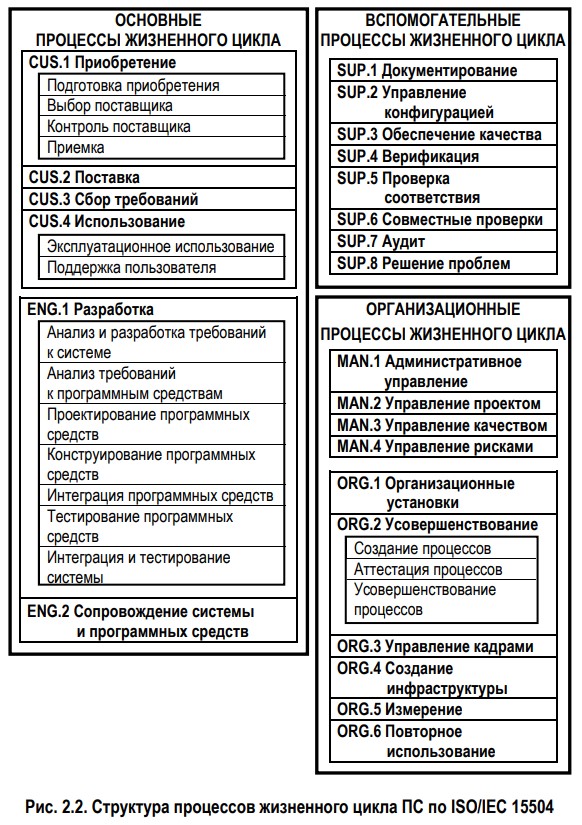 ОСНОВНЫЕ
ПРОЦЕССЫ ЖИЗНЕННОГО ЦИКЛА
CUS.1 Приобретение
Подготовка приобретения
Выбор поставщика
Контроль поставщика
Приемка
CUS.2 Поставка
CUS.3 Сбор требований
CUS.4 Использование
Эксплуатационное использование
Поддержка пользователя
ENG.1 Разработка
Анализ и разработка требований
к системе
Анализ требований
к программным средствам
Проектирование программных
средств
Конструирование программных
средств
Интеграция программных средств
Тестирование программных
средств
Интеграция и тестирование
системы
ENG.2 Сопровождение системы
и программных средств
ВСПОМОГАТЕЛЬНЫЕ
ПРОЦЕССЫ ЖИЗНЕННОГО ЦИКЛА
SUP.1 Документирование
SUP.2 Управление
конфигурацией
SUP.3 Обеспечение качества
SUP.4 Верификация
SUP.5 Проверка
соответствия
SUP.6 Совместные проверки
SUP.7 Аудит
SUP.8 Решение проблем
ОРГАНИЗАЦИОННЫЕ
ПРОЦЕССЫ ЖИЗНЕННОГО ЦИКЛА
MAN.1 Административное
управление
MAN.2 Управление проектом
MAN.3 Управление качеством
MAN.4 Управление рисками
ORG.1 Организационные
установки
ORG.2 Усовершенствование
Создание процессов
Аттестация процессов
Усовершенствование
процессов
ORG.3 Управление кадрами
ORG.4 Создание
инфраструктуры
ORG.5 Измерение
ORG.6 Повторное
использование
Рис. 2.2. Структура процессов жизненного цикла ПС по ISO/IEC 15504